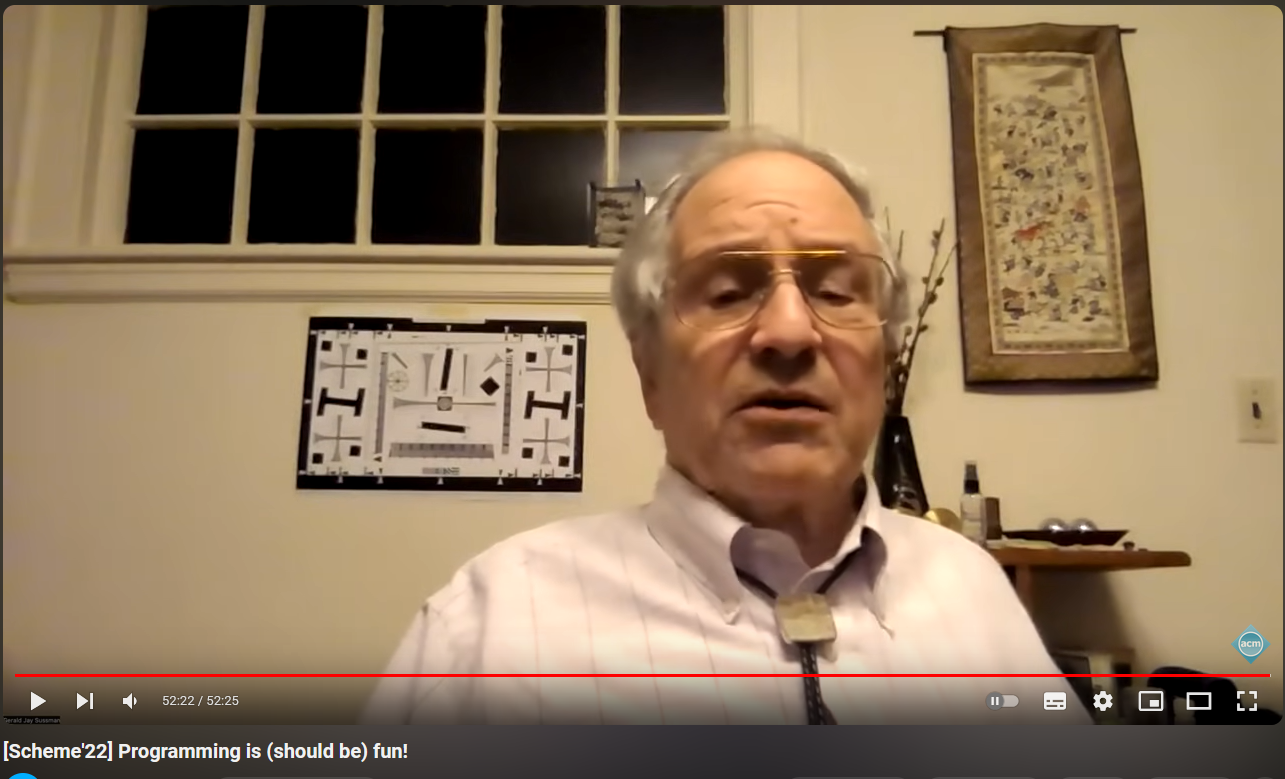 acm
52:22 / 52:25
Gerald Jay Sussman
[Scheme'22] Programming is (should be) fun!